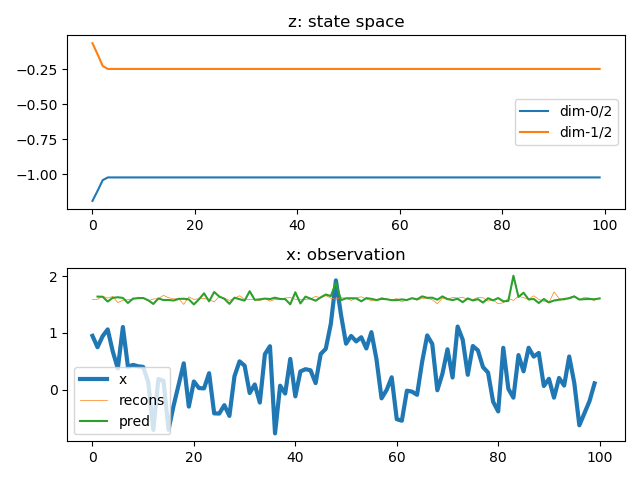 z: state space
−0.25
−0.50
−0.75
−1.00
dim-0/2
dim-1/2
0 20 40 60 80 100
x: observation
2
1
0
x
recons
pred
0 20 40 60 80 100